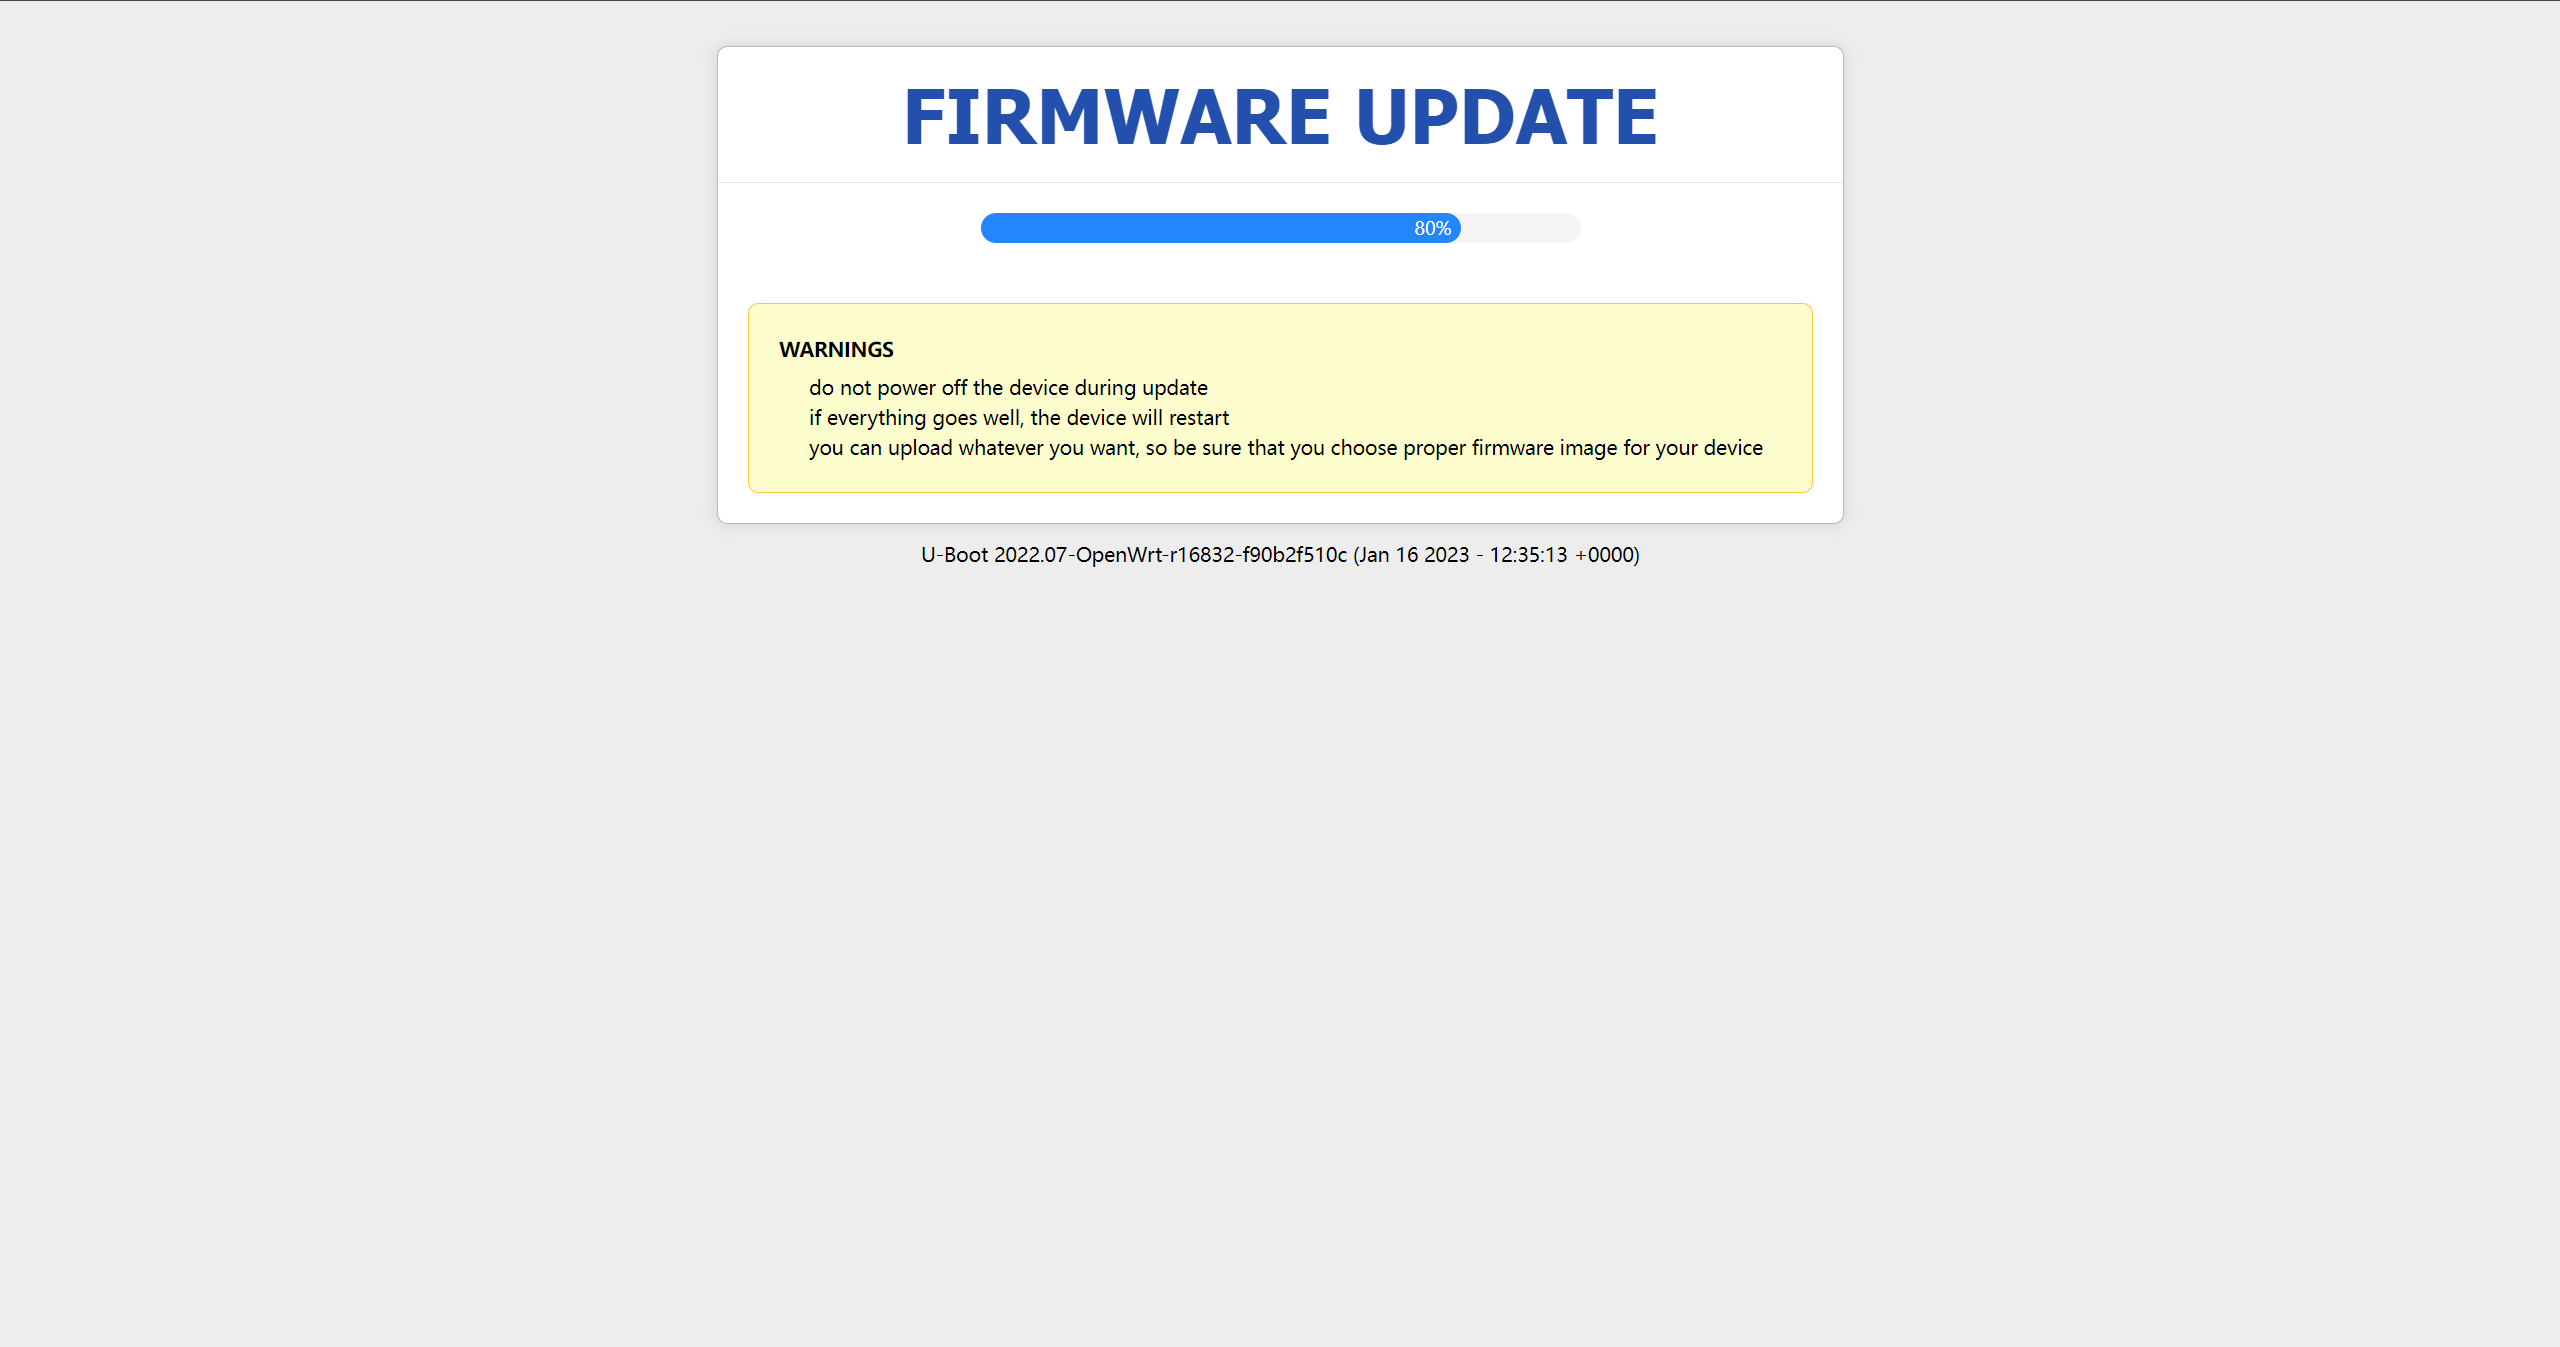 FIRMWARE UPDATE
80%
WARNINGS
do not power off the device during update
if everything goes well, the device will restart
you can upload whatever you want, so be sure that you choose proper firmware image for your device
U-Boot 2022.07-OpenWrt-r16832-f90b2f510c (Jan 16 2023 - 12:35:13 +0000)